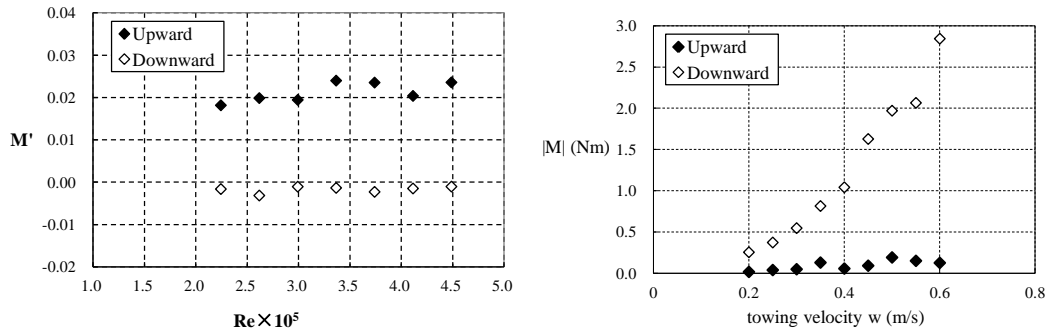 0.04
0.03
0.02
0.01
0.00
-0.01
-0.02
M'
Upward
Downward
1.0 1.5 2.0 2.5 3.0 3.5 4.0 4.5 5.0
Re×10⁵
3.0
2.5
2.0
1.5
1.0
0.5
0.0
|M| (Nm)
Upward
Downward
0 0.2 0.4 0.6 0.8
towing velocity w (m/s)